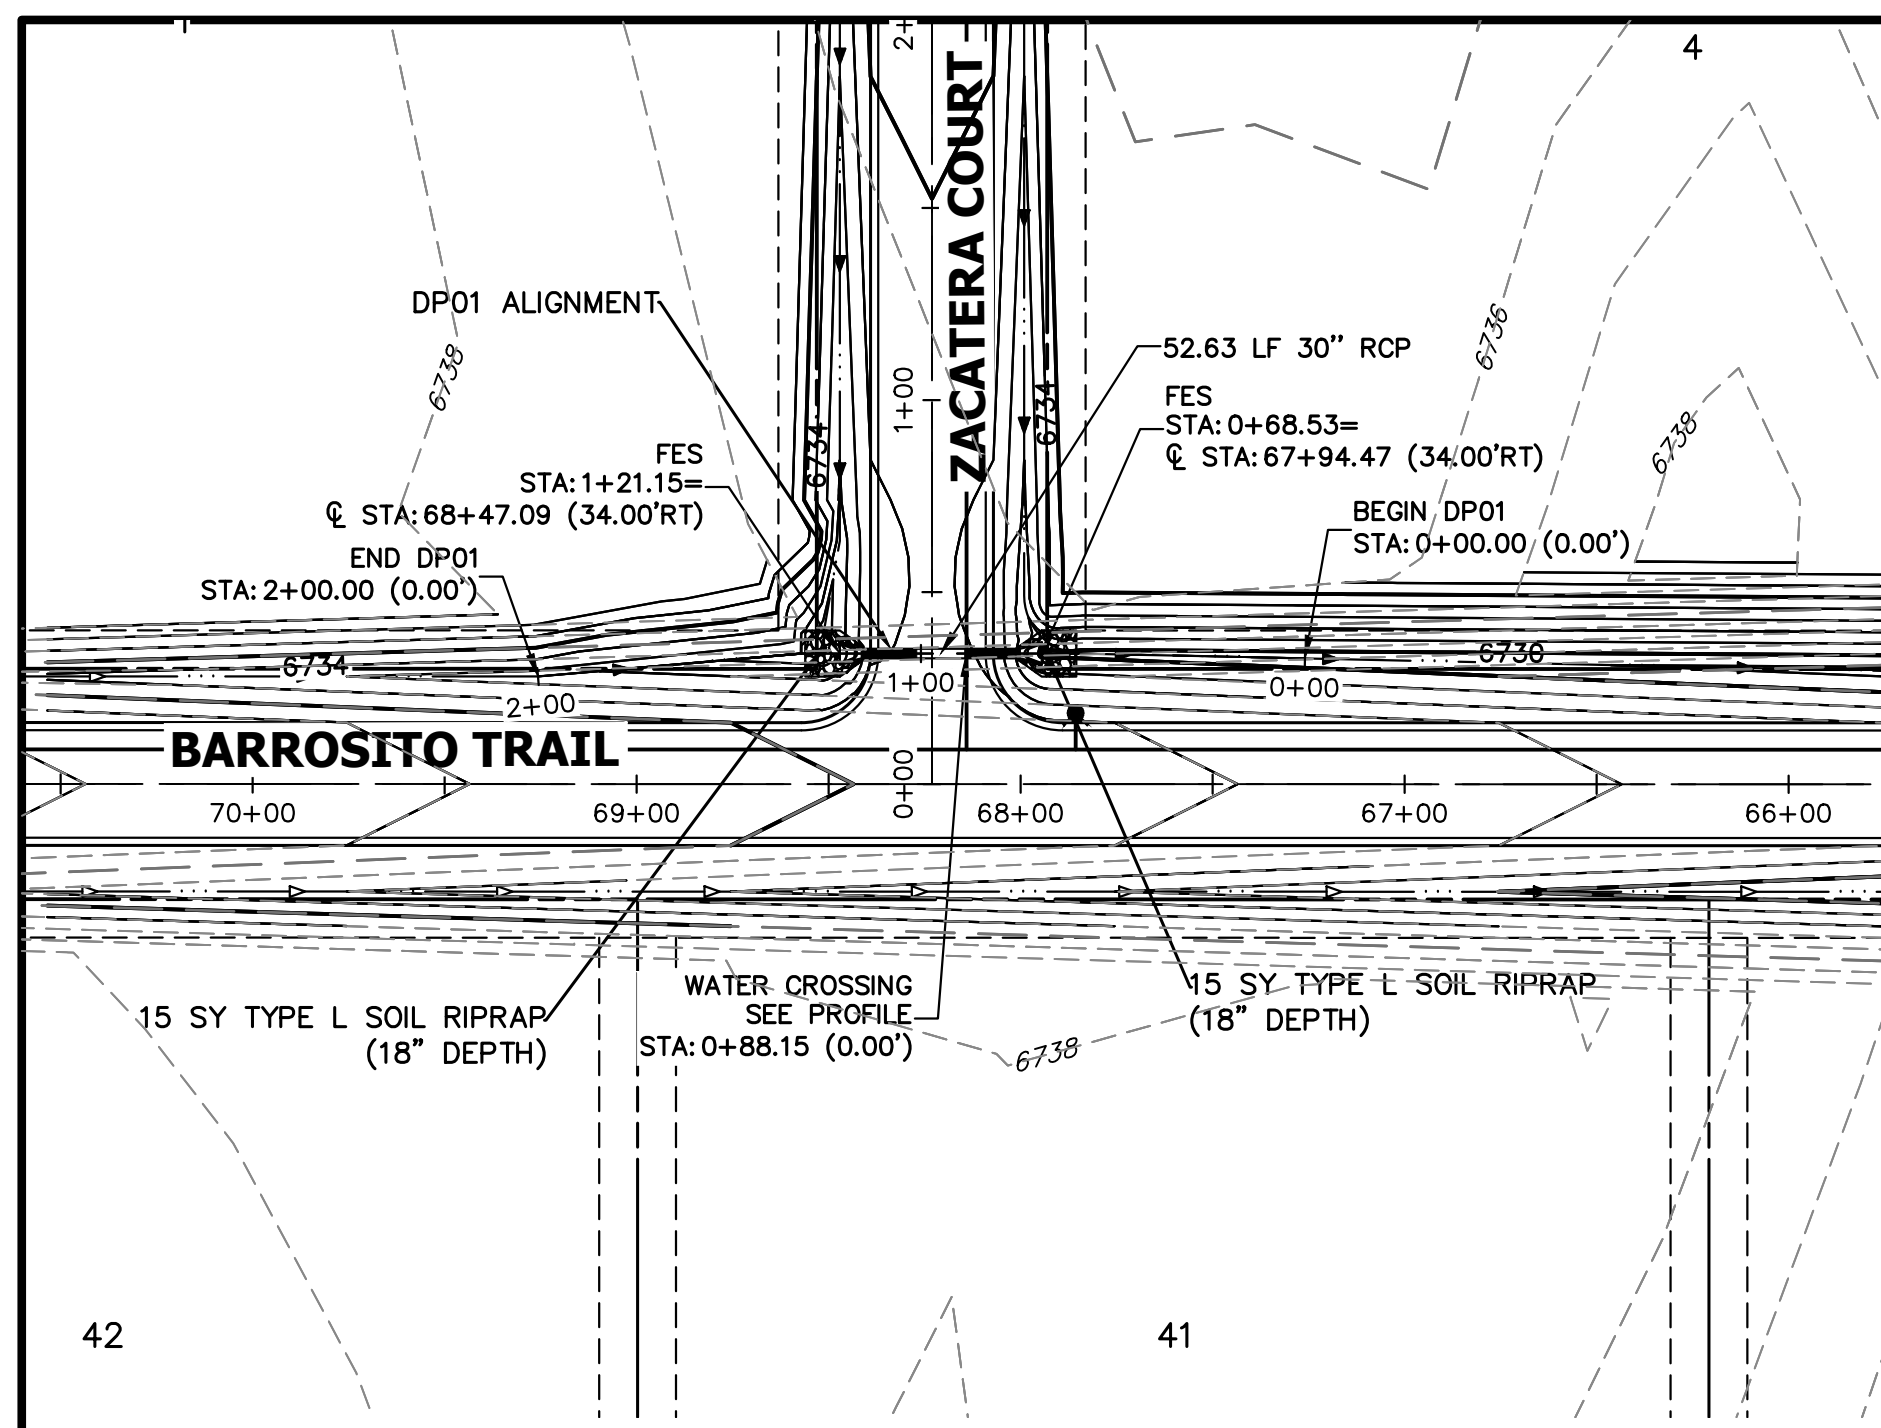 4
2+
ZACATERA COURT
DP01 ALIGNMENT
6738
6736
52.63 LF 30" RCP
1+00
6734
6734
FES
STA: 0+68.53=
℄ STA: 67+94.47 (34.00'RT)
6738
FES
STA: 1+21.15=
℄ STA: 68+47.09 (34.00'RT)
BEGIN DP01
STA: 0+00.00 (0.00')
END DP01
STA: 2+00.00 (0.00')
6734
6730
2+00
1+00
0+00
BARROSITO TRAIL
0+00
70+00
69+00
68+00
67+00
66+00
WATER CROSSING
SEE PROFILE
STA: 0+88.15 (0.00')
15 SY TYPE L SOIL RIPRAP
(18" DEPTH)
15 SY TYPE L SOIL RIPRAP
(18" DEPTH)
6738
42
41